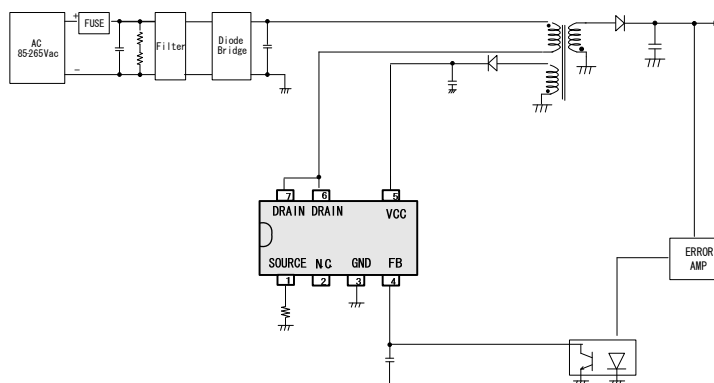 +
FUSE
AC
85-265Vac
-
Filter
Diode
Bridge
7 6 5
DRAIN DRAIN VCC
SOURCE N.C. GND FB
1 2 3 4
ERROR
AMP